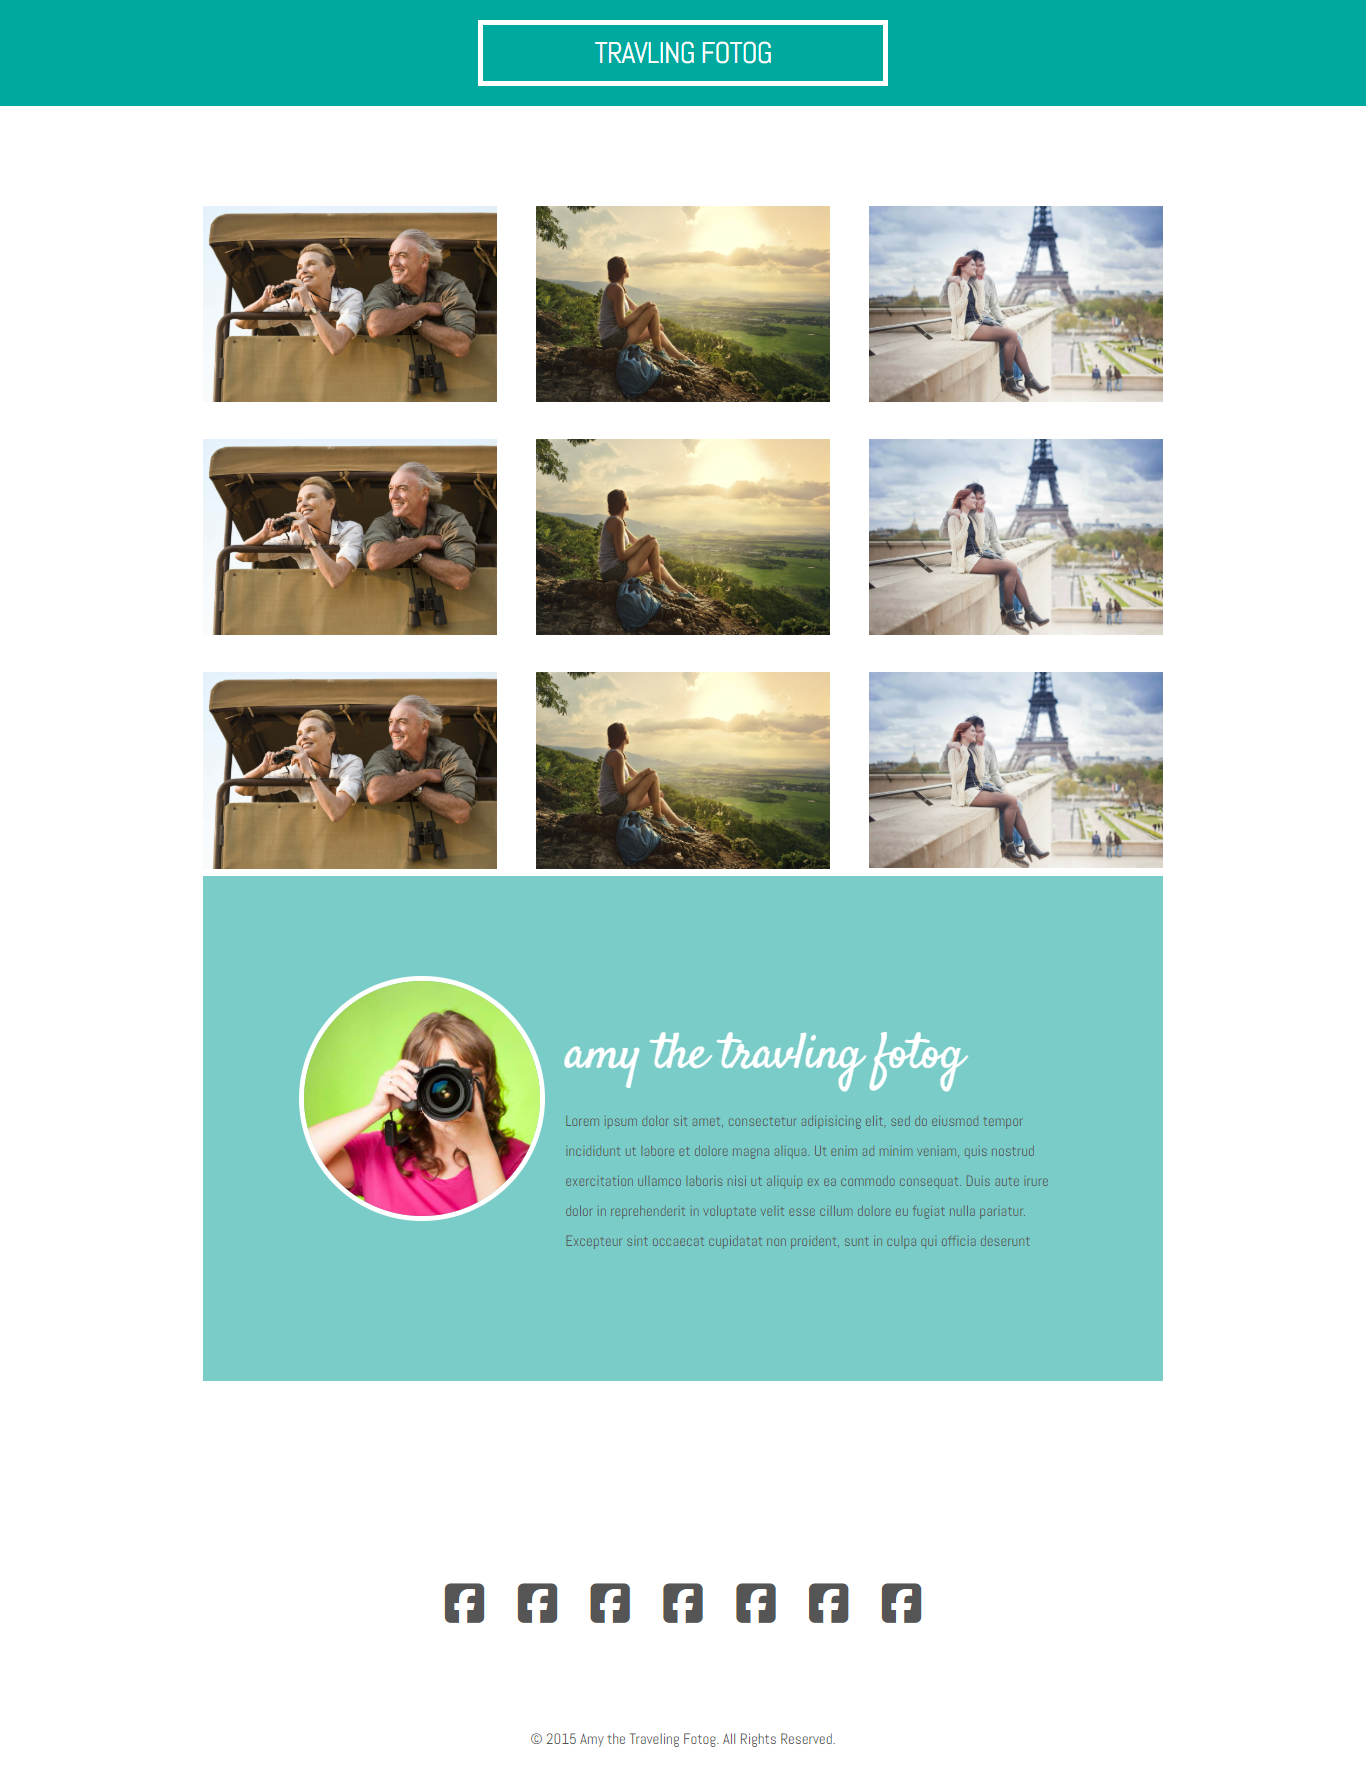 TRAVLING FOTOG
amy the travling fotog
Lorem ipsum dolor sit amet, consectetur adipisicing elit, sed do eiusmod tempor
incididunt ut labore et dolore magna aliqua. Ut enim ad minim veniam, quis nostrud
exercitation ullamco laboris nisi ut aliquip ex ea commodo consequat. Duis aute irure
dolor in reprehenderit in voluptate velit esse cillum dolore eu fugiat nulla pariatur.
Excepteur sint occaecat cupidatat non proident, sunt in culpa qui officia deserunt
© 2015 Amy the Traveling Fotog. All Rights Reserved.